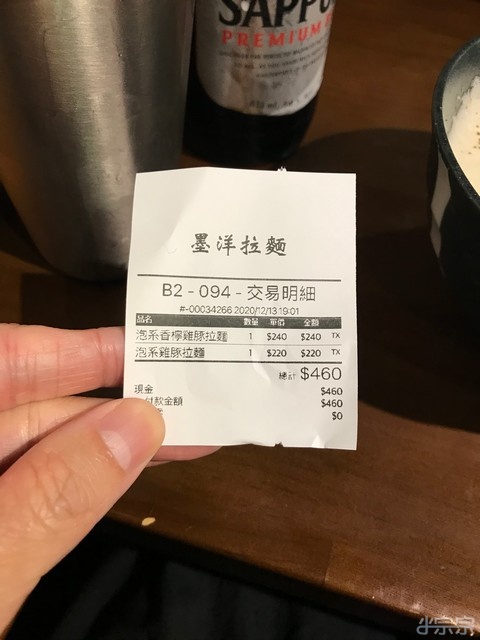 SAPPO
PREMIUM
墨洋拉麵
B2 - 094 - 交易明細
#-00034266 2020/12/13 19:01
品名 數量 單價 金額
泡系香檸雞豚拉麵 1 $240 $240 TX
泡系雞豚拉麵 1 $220 $220 TX
總計 $460
現金 $460
付款金額 $460
$0
小宗宗